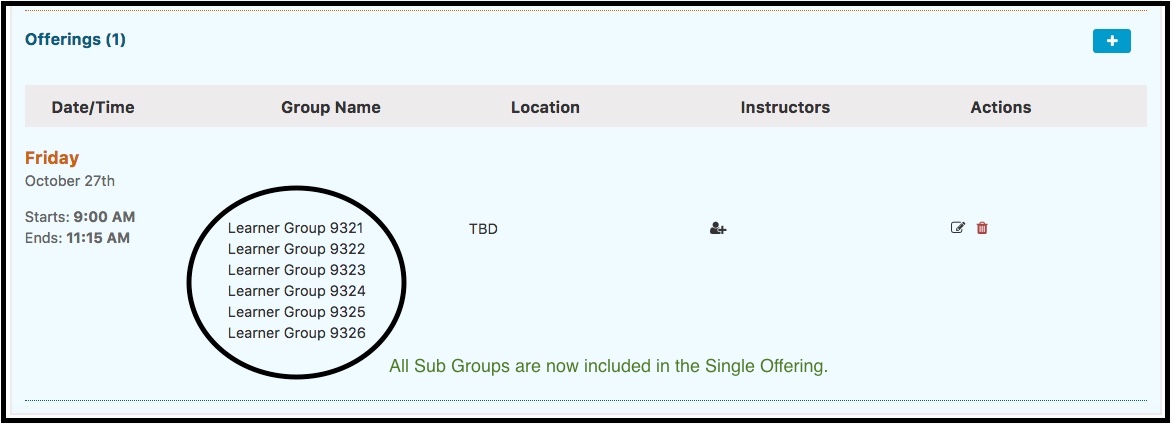 Offerings (1)
+
Date/Time Group Name Location Instructors Actions
Friday
October 27th
Starts: 9:00 AM
Ends: 11:15 AM
Learner Group 9321
Learner Group 9322
Learner Group 9323
Learner Group 9324
Learner Group 9325
Learner Group 9326
TBD
All Sub Groups are now included in the Single Offering.